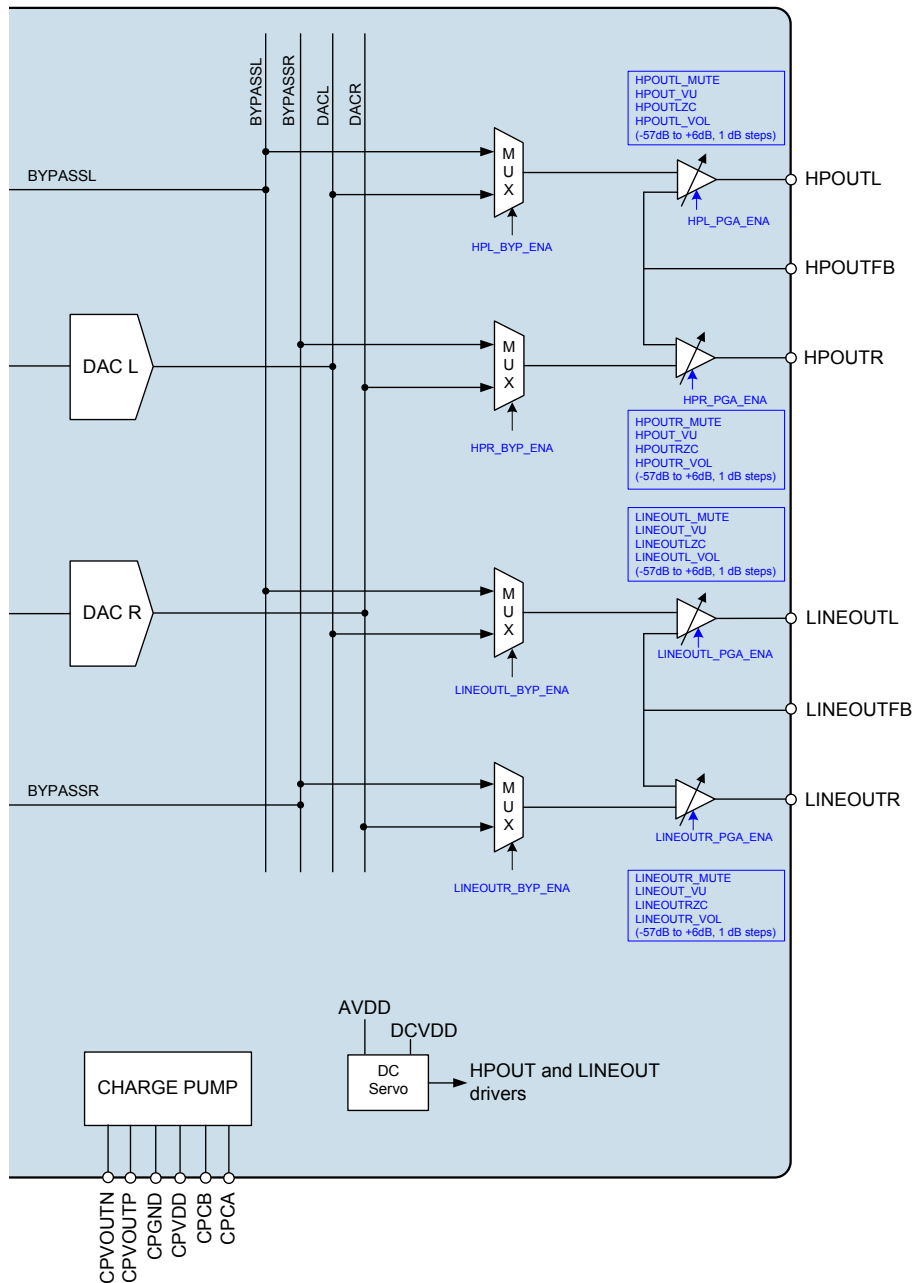 BYPASSL
BYPASSR
DACL
DACR
HPOUTL_MUTE
HPOUT_VU
HPOUTLZC
HPOUTL_VOL
(-57dB to +6dB, 1 dB steps)
BYPASSL
MUX
HPOUTL
HPL_PGA_ENA
HPL_BYP_ENA
HPOUTFB
DAC L
MUX
HPOUTR
HPR_PGA_ENA
HPR_BYP_ENA
HPOUTR_MUTE
HPOUT_VU
HPOUTRZC
HPOUTR_VOL
(-57dB to +6dB, 1 dB steps)
LINEOUTL_MUTE
LINEOUT_VU
LINEOUTLZC
LINEOUTL_VOL
(-57dB to +6dB, 1 dB steps)
DAC R
MUX
LINEOUTL
LINEOUTL_PGA_ENA
LINEOUTL_BYP_ENA
LINEOUTFB
BYPASSR
MUX
LINEOUTR
LINEOUTR_PGA_ENA
LINEOUTR_BYP_ENA
LINEOUTR_MUTE
LINEOUT_VU
LINEOUTRZC
LINEOUTR_VOL
(-57dB to +6dB, 1 dB steps)
AVDD
DCVDD
CHARGE PUMP
DC
Servo
HPOUT and LINEOUT
drivers
CPVOUTN
CPVOUTP
CPGND
CPVDD
CPCB
CPCA